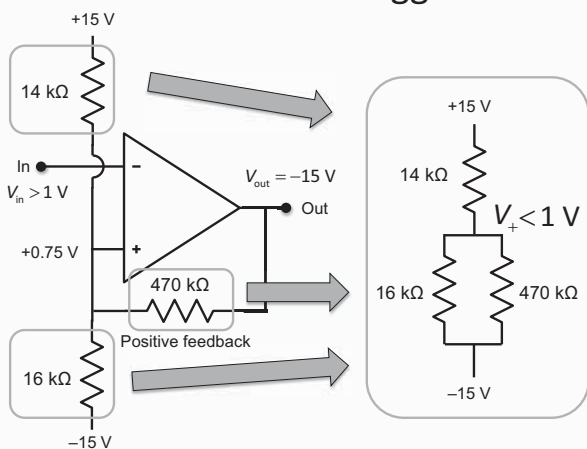 gg
+15 V
14 kΩ
In
V_in > 1 V
−
V_out = −15 V
Out
+0.75 V
+
470 kΩ
Positive feedback
16 kΩ
−15 V
+15 V
14 kΩ
V_+ < 1 V
16 kΩ
470 kΩ
−15 V